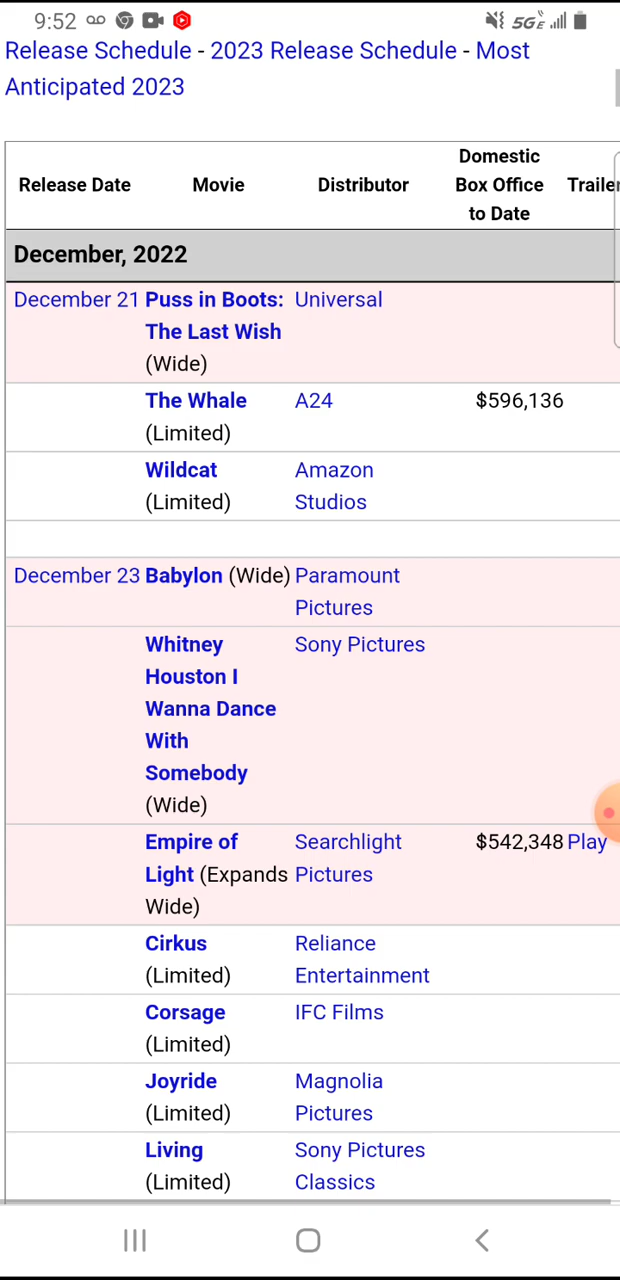 9:52 5GE
Release Schedule - 2023 Release Schedule - Most
Anticipated 2023
Release Date Movie Distributor Domestic Box Office to Date Trailer
December, 2022
December 21 Puss in Boots: Universal
The Last Wish
(Wide)
The Whale A24 $596,136
(Limited)
Wildcat Amazon
(Limited) Studios
December 23 Babylon (Wide) Paramount
Pictures
Whitney Sony Pictures
Houston I
Wanna Dance
With
Somebody
(Wide)
Empire of Searchlight $542,348 Play
Light (Expands Pictures
Wide)
Cirkus Reliance
(Limited) Entertainment
Corsage IFC Films
(Limited)
Joyride Magnolia
(Limited) Pictures
Living Sony Pictures
(Limited) Classics